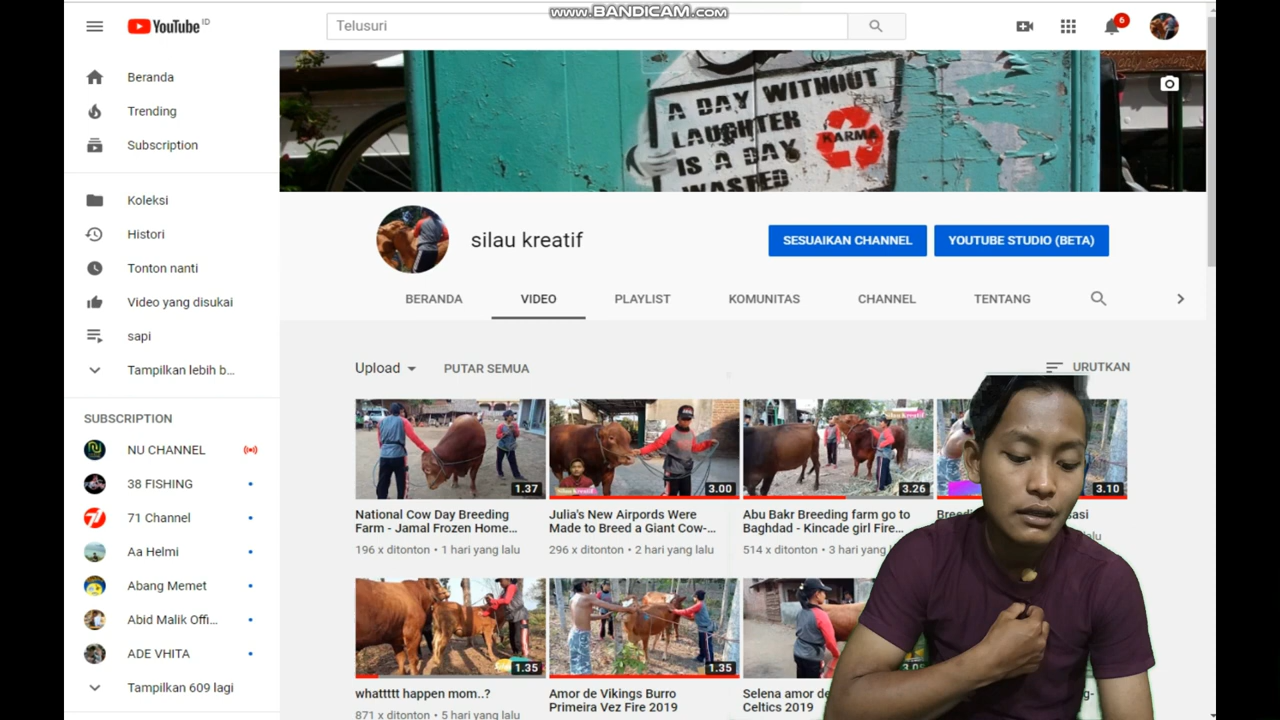 www.BANDICAM.com
YouTube ID
Telusuri
6
Beranda
Trending
Subscription
Koleksi
Histori
Tonton nanti
Video yang disukai
sapi
Tampilkan lebih b...
SUBSCRIPTION
NU CHANNEL
38 FISHING
71 Channel
Aa Helmi
Abang Memet
Abid Malik Offi...
ADE VHITA
Tampilkan 609 lagi
A DAY WITHOUT
LAUGHTER
IS A DAY
WASTED
KARMA
silau kreatif
SESUAIKAN CHANNEL
YOUTUBE STUDIO (BETA)
BERANDA
VIDEO
PLAYLIST
KOMUNITAS
CHANNEL
TENTANG
Upload
PUTAR SEMUA
URUTKAN
1.37
3.00
3.26
3.10
National Cow Day Breeding
Farm - Jamal Frozen Home...
196 x ditonton • 1 hari yang lalu
Julia's New Airpords Were
Made to Breed a Giant Cow-...
296 x ditonton • 2 hari yang lalu
Abu Bakr Breeding farm go to
Baghdad - Kincade girl Fire...
514 x ditonton • 3 hari
1.35
1.35
whattttt happen mom..?
871 x ditonton • 5 hari yang lalu
Amor de Vikings Burro
Primeira Vez Fire 2019
Selena amor de
Celtics 2019